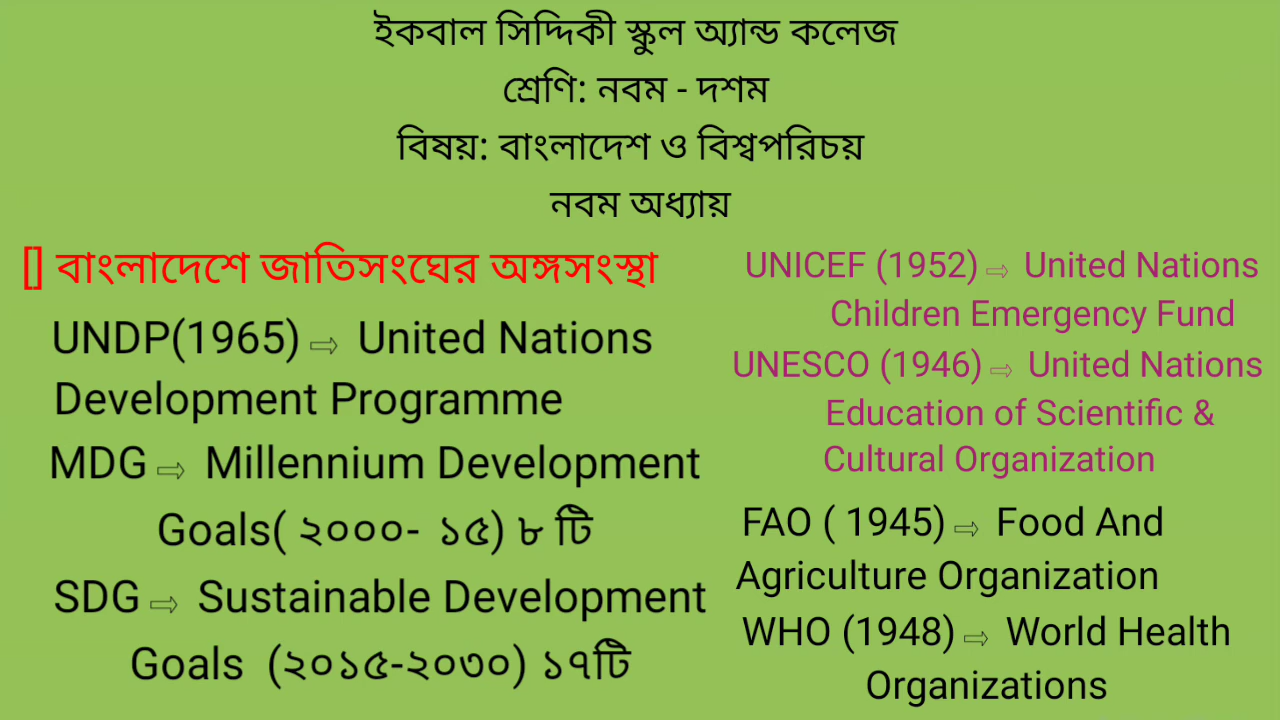 ইকবাল সিদ্দিকী স্কুল অ্যান্ড কলেজ
শ্রেণি: নবম - দশম
বিষয়: বাংলাদেশ ও বিশ্বপরিচয়
নবম অধ্যায়
[] বাংলাদেশে জাতিসংঘের অঙ্গসংস্থা
UNDP(1965) ⇨ United Nations
Development Programme
MDG ⇨ Millennium Development
Goals( ২০০০- ১৫) ৮ টি
SDG ⇨ Sustainable Development
Goals (২০১৫-২০৩০) ১৭টি
UNICEF (1952) ⇨ United Nations
Children Emergency Fund
UNESCO (1946) ⇨ United Nations
Education of Scientific &
Cultural Organization
FAO ( 1945) ⇨ Food And
Agriculture Organization
WHO (1948) ⇨ World Health
Organizations